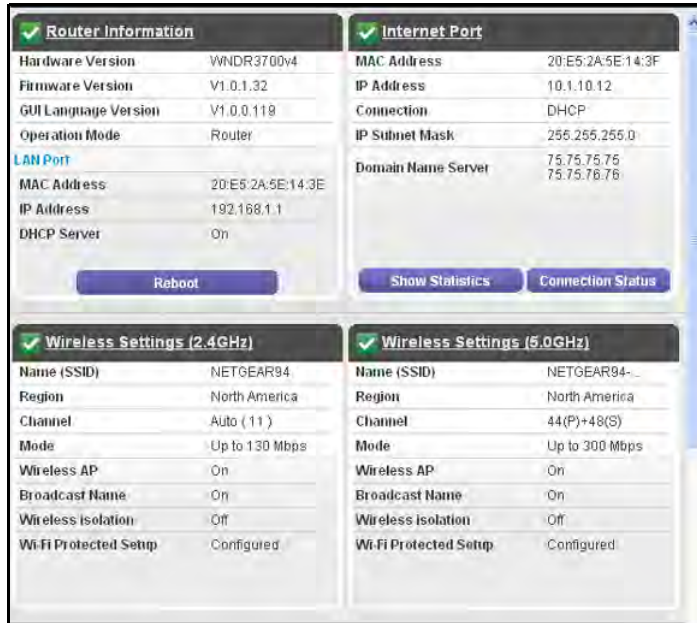 Router Information
Hardware Version WNDR3700v4
Firmware Version V1.0.1.32
GUI Language Version V1.0.0.119
Operation Mode Router
LAN Port
MAC Address 20:E5:2A:5E:14:3E
IP Address 192.168.1.1
DHCP Server On
Reboot
Internet Port
MAC Address 20:E5:2A:5E:14:3F
IP Address 10.1.10.12
Connection DHCP
IP Subnet Mask 255.255.255.0
Domain Name Server 75.75.75.75
75.75.76.76
Show Statistics Connection Status
Wireless Settings (2.4GHz)
Name (SSID) NETGEAR94
Region North America
Channel Auto ( 11 )
Mode Up to 130 Mbps
Wireless AP On
Broadcast Name On
Wireless isolation Off
Wi-Fi Protected Setup Configured
Wireless Settings (5.0GHz)
Name (SSID) NETGEAR94-...
Region North America
Channel 44(P)+48(S)
Mode Up to 300 Mbps
Wireless AP On
Broadcast Name On
Wireless isolation Off
Wi-Fi Protected Setup Configured